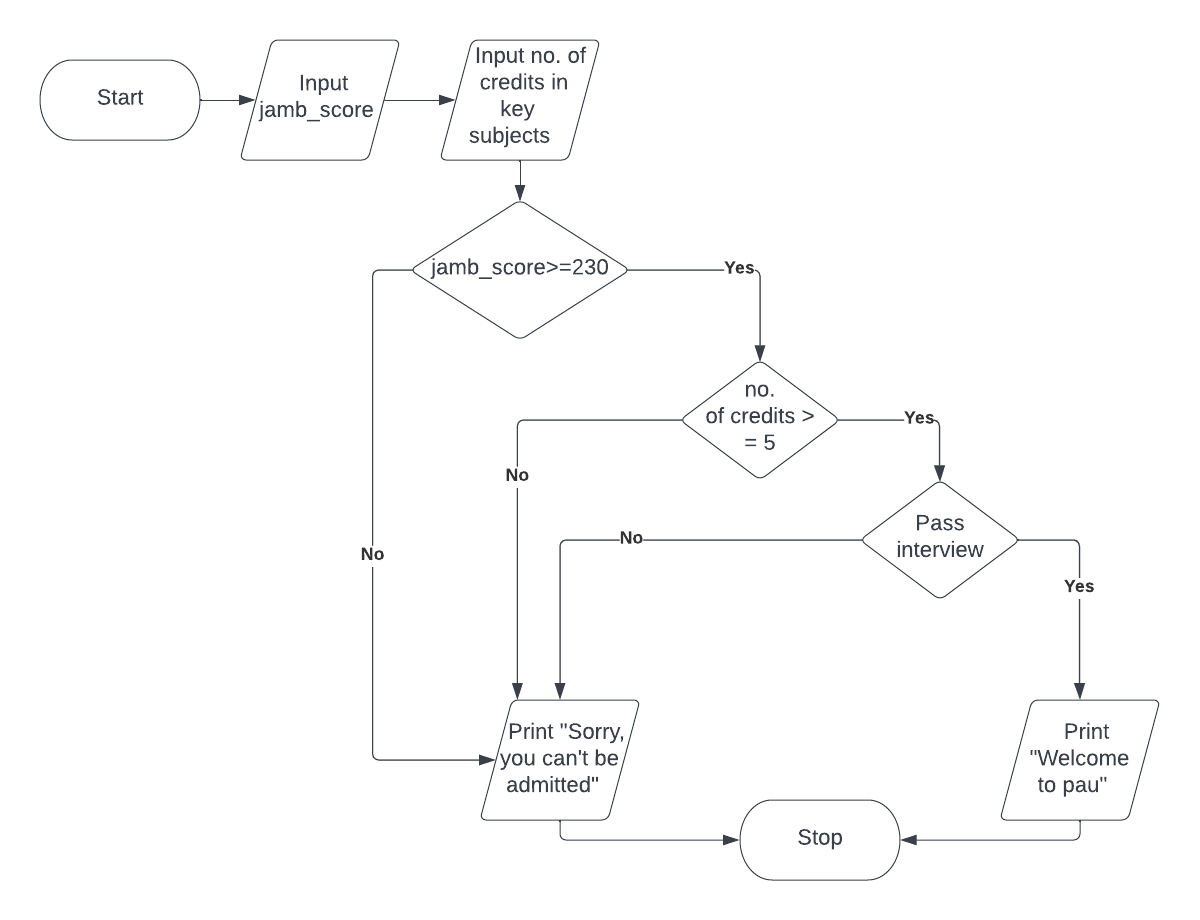 Start
Input
jamb_score
Input no. of
credits in
key
subjects
jamb_score>=230
Yes
no.
of credits >
= 5
Yes
No
Pass
interview
No
No
Yes
Print "Sorry,
you can't be
admitted"
Print
"Welcome
to pau"
Stop